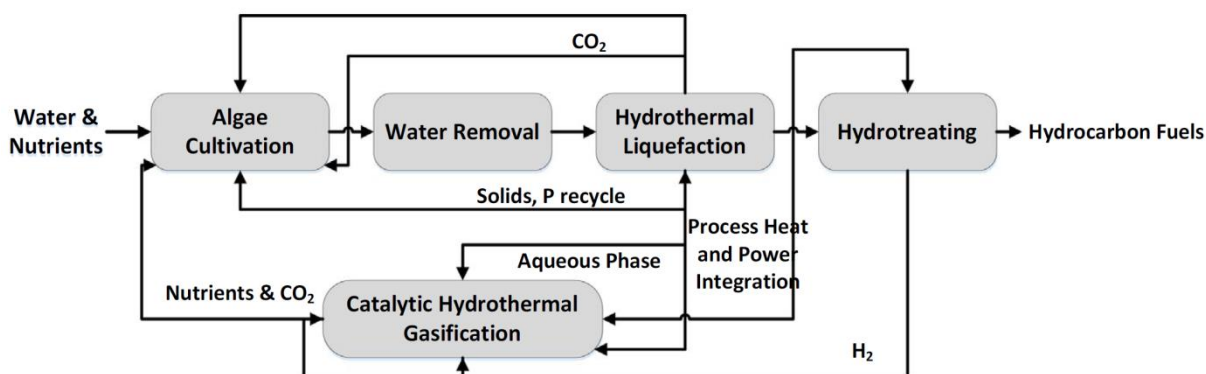 CO₂
Water &
Nutrients
Algae
Cultivation
Water Removal
Hydrothermal
Liquefaction
Hydrotreating
Hydrocarbon Fuels
Solids, P recycle
Process Heat
and Power
Integration
Aqueous Phase
Nutrients & CO₂
Catalytic Hydrothermal
Gasification
H₂